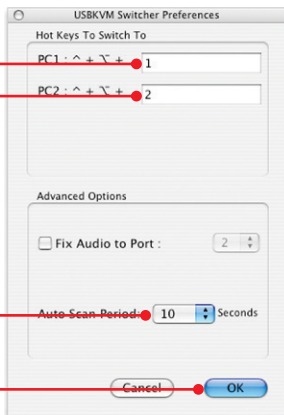 USBKVM Switcher Preferences
Hot Keys To Switch To
PC1 : ^ + ⌥ + 1
PC2 : ^ + ⌥ + 2
Advanced Options
Fix Audio to Port : 2
Auto Scan Period: 10 Seconds
Cancel OK